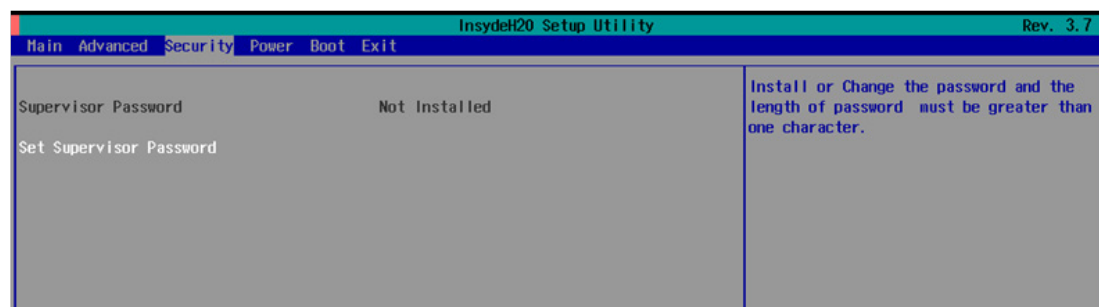 InsydeH20 Setup Utility Rev. 3.7
Main Advanced Security Power Boot Exit
Supervisor Password Not Installed
Set Supervisor Password
Install or Change the password and the
length of password must be greater than
one character.